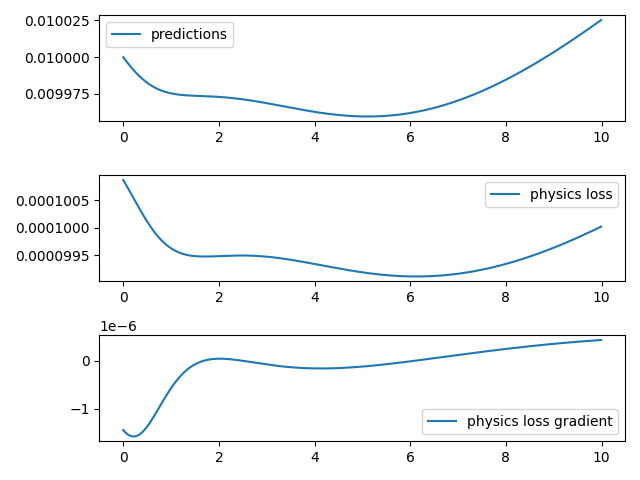 0.010025
predictions
0.010000
0.009975
0 2 4 6 8 10
physics loss
0.0001005
0.0001000
0.0000995
0 2 4 6 8 10
1e−6
0
−1
physics loss gradient
0 2 4 6 8 10